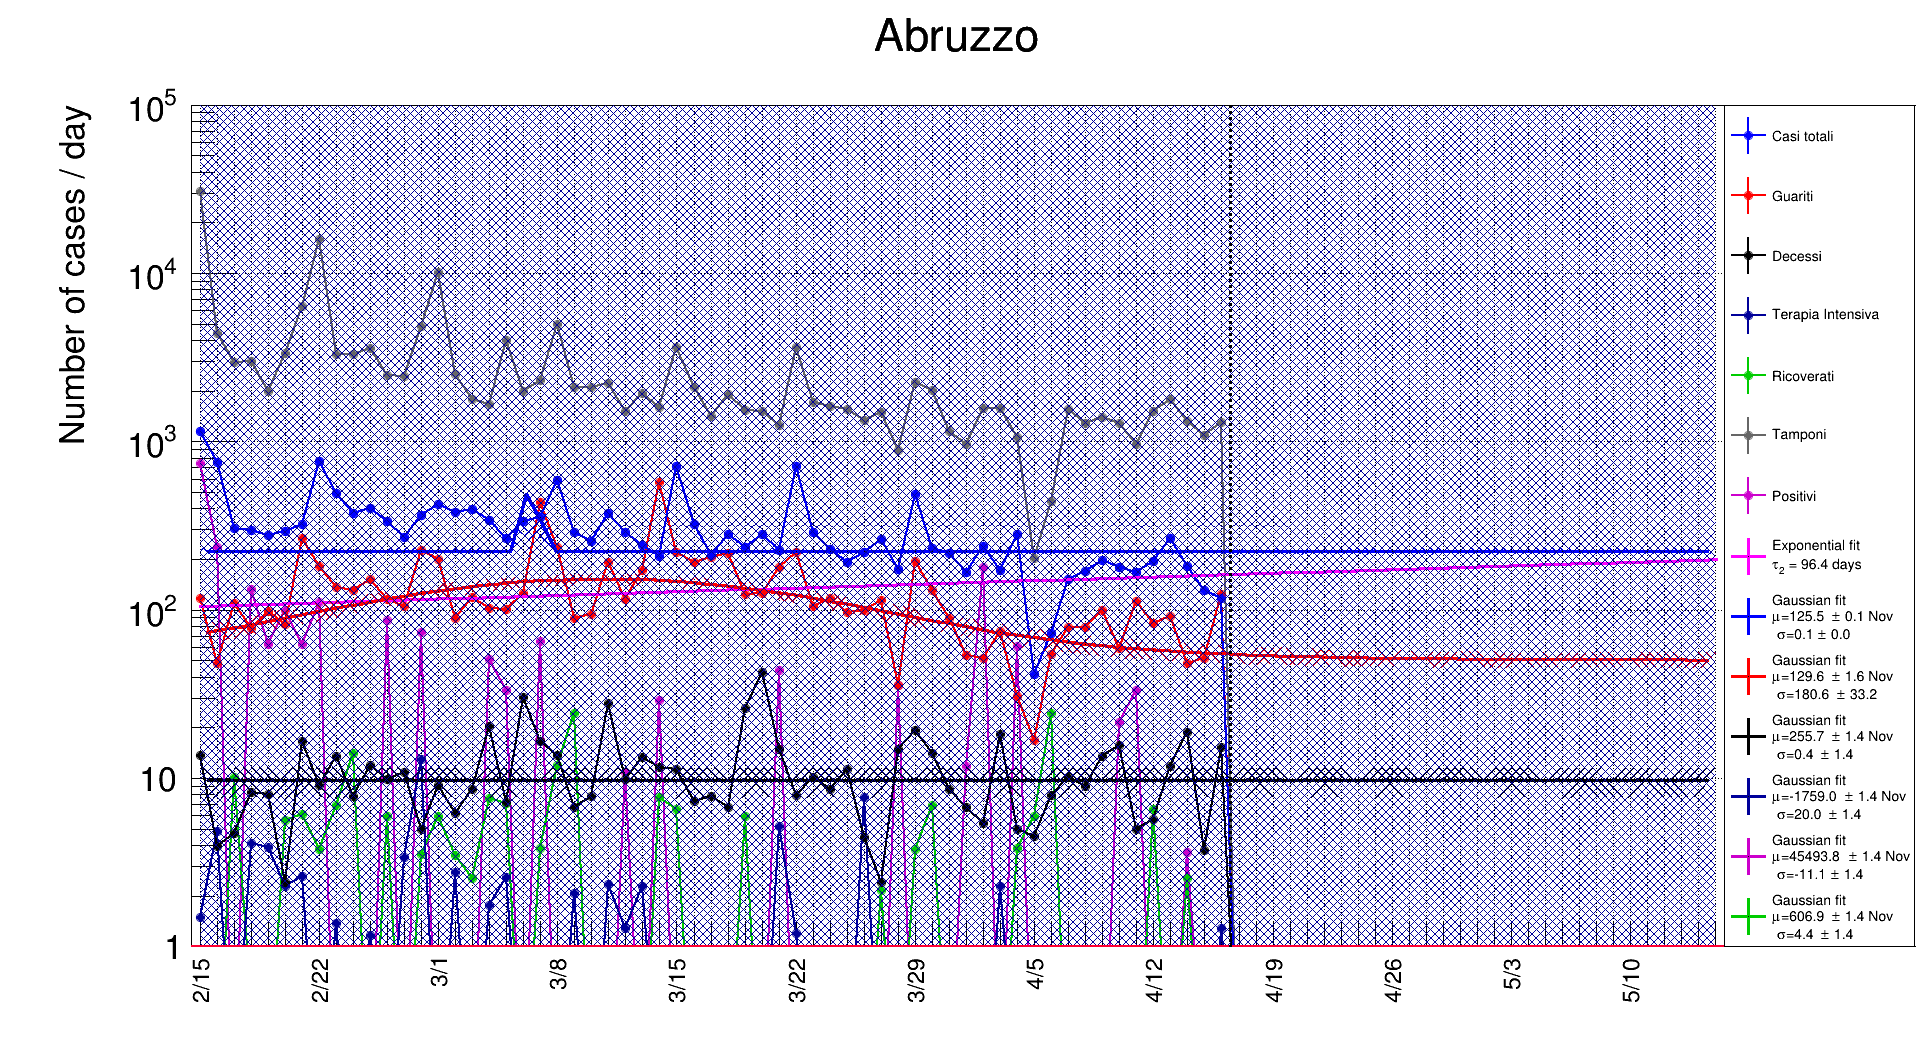 Abruzzo
Number of cases / day
10^5
10^4
10^3
10^2
10
1
2/15
2/22
3/1
3/8
3/15
3/22
3/29
4/5
4/12
4/19
4/26
5/3
5/10
Casi totali
Guariti
Decessi
Terapia Intensiva
Ricoverati
Tamponi
Positivi
Exponential fit
τ₂ = 96.4 days
Gaussian fit
μ=125.5 ± 0.1 Nov
σ=0.1 ± 0.0
Gaussian fit
μ=129.6 ± 1.6 Nov
σ=180.6 ± 33.2
Gaussian fit
μ=255.7 ± 1.4 Nov
σ=0.4 ± 1.4
Gaussian fit
μ=-1759.0 ± 1.4 Nov
σ=20.0 ± 1.4
Gaussian fit
μ=45493.8 ± 1.4 Nov
σ=-11.1 ± 1.4
Gaussian fit
μ=606.9 ± 1.4 Nov
σ=4.4 ± 1.4